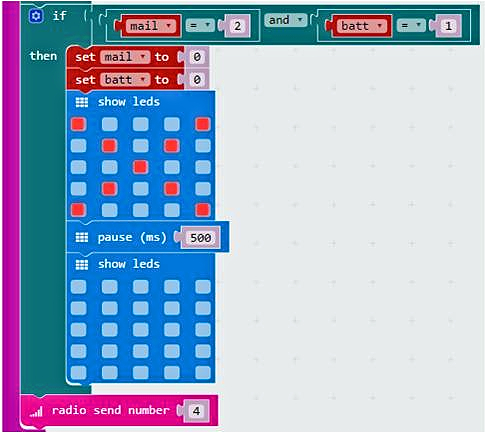 if mail = 2 and batt = 1
then set mail to 0
set batt to 0
show leds
pause (ms) 500
show leds
radio send number 4